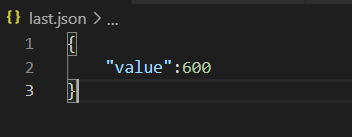 {} last.json > ...
1 {
2 "value":600
3 }